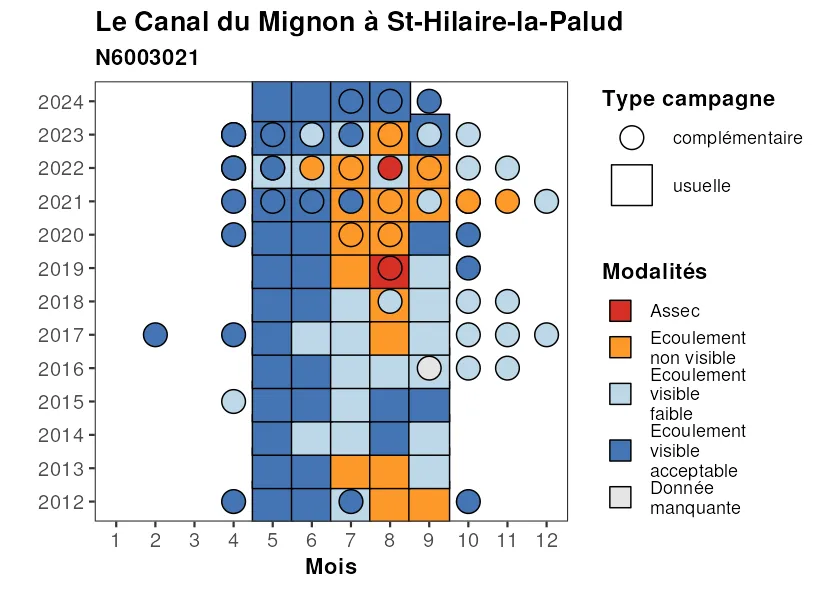 Le Canal du Mignon à St-Hilaire-la-Palud
N6003021
2024
2023
2022
2021
2020
2019
2018
2017
2016
2015
2014
2013
2012
1 2 3 4 5 6 7 8 9 10 11 12
Mois
Type campagne
complémentaire
usuelle
Modalités
Assec
Ecoulement
non visible
Ecoulement
visible
faible
Ecoulement
visible
acceptable
Donnée
manquante